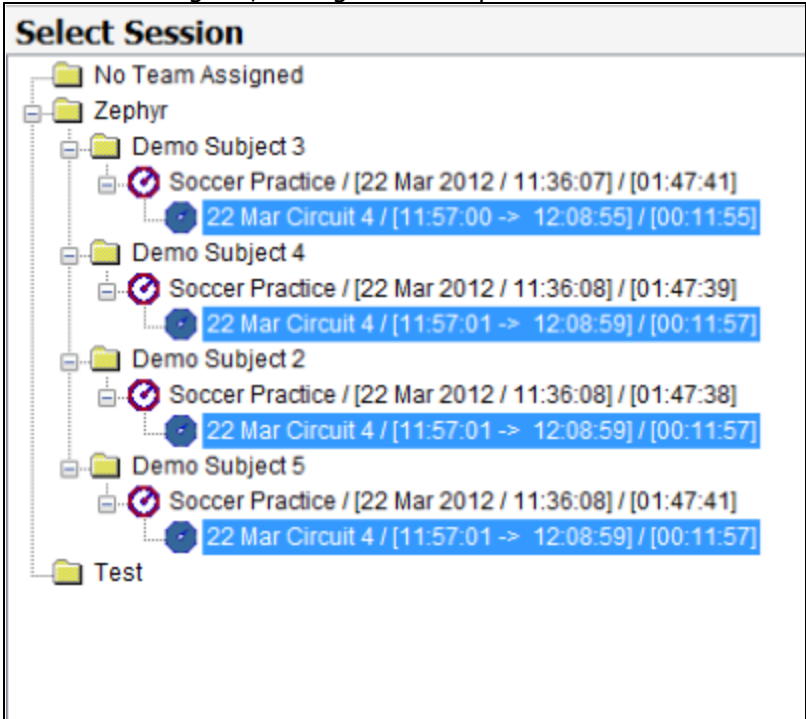 Select Session
No Team Assigned
Zephyr
Demo Subject 3
Soccer Practice / [22 Mar 2012 / 11:36:07] / [01:47:41]
22 Mar Circuit 4 / [11:57:00 -> 12:08:55] / [00:11:55]
Demo Subject 4
Soccer Practice / [22 Mar 2012 / 11:36:08] / [01:47:39]
22 Mar Circuit 4 / [11:57:01 -> 12:08:59] / [00:11:57]
Demo Subject 2
Soccer Practice / [22 Mar 2012 / 11:36:08] / [01:47:38]
22 Mar Circuit 4 / [11:57:01 -> 12:08:59] / [00:11:57]
Demo Subject 5
Soccer Practice / [22 Mar 2012 / 11:36:08] / [01:47:41]
22 Mar Circuit 4 / [11:57:01 -> 12:08:59] / [00:11:57]
Test